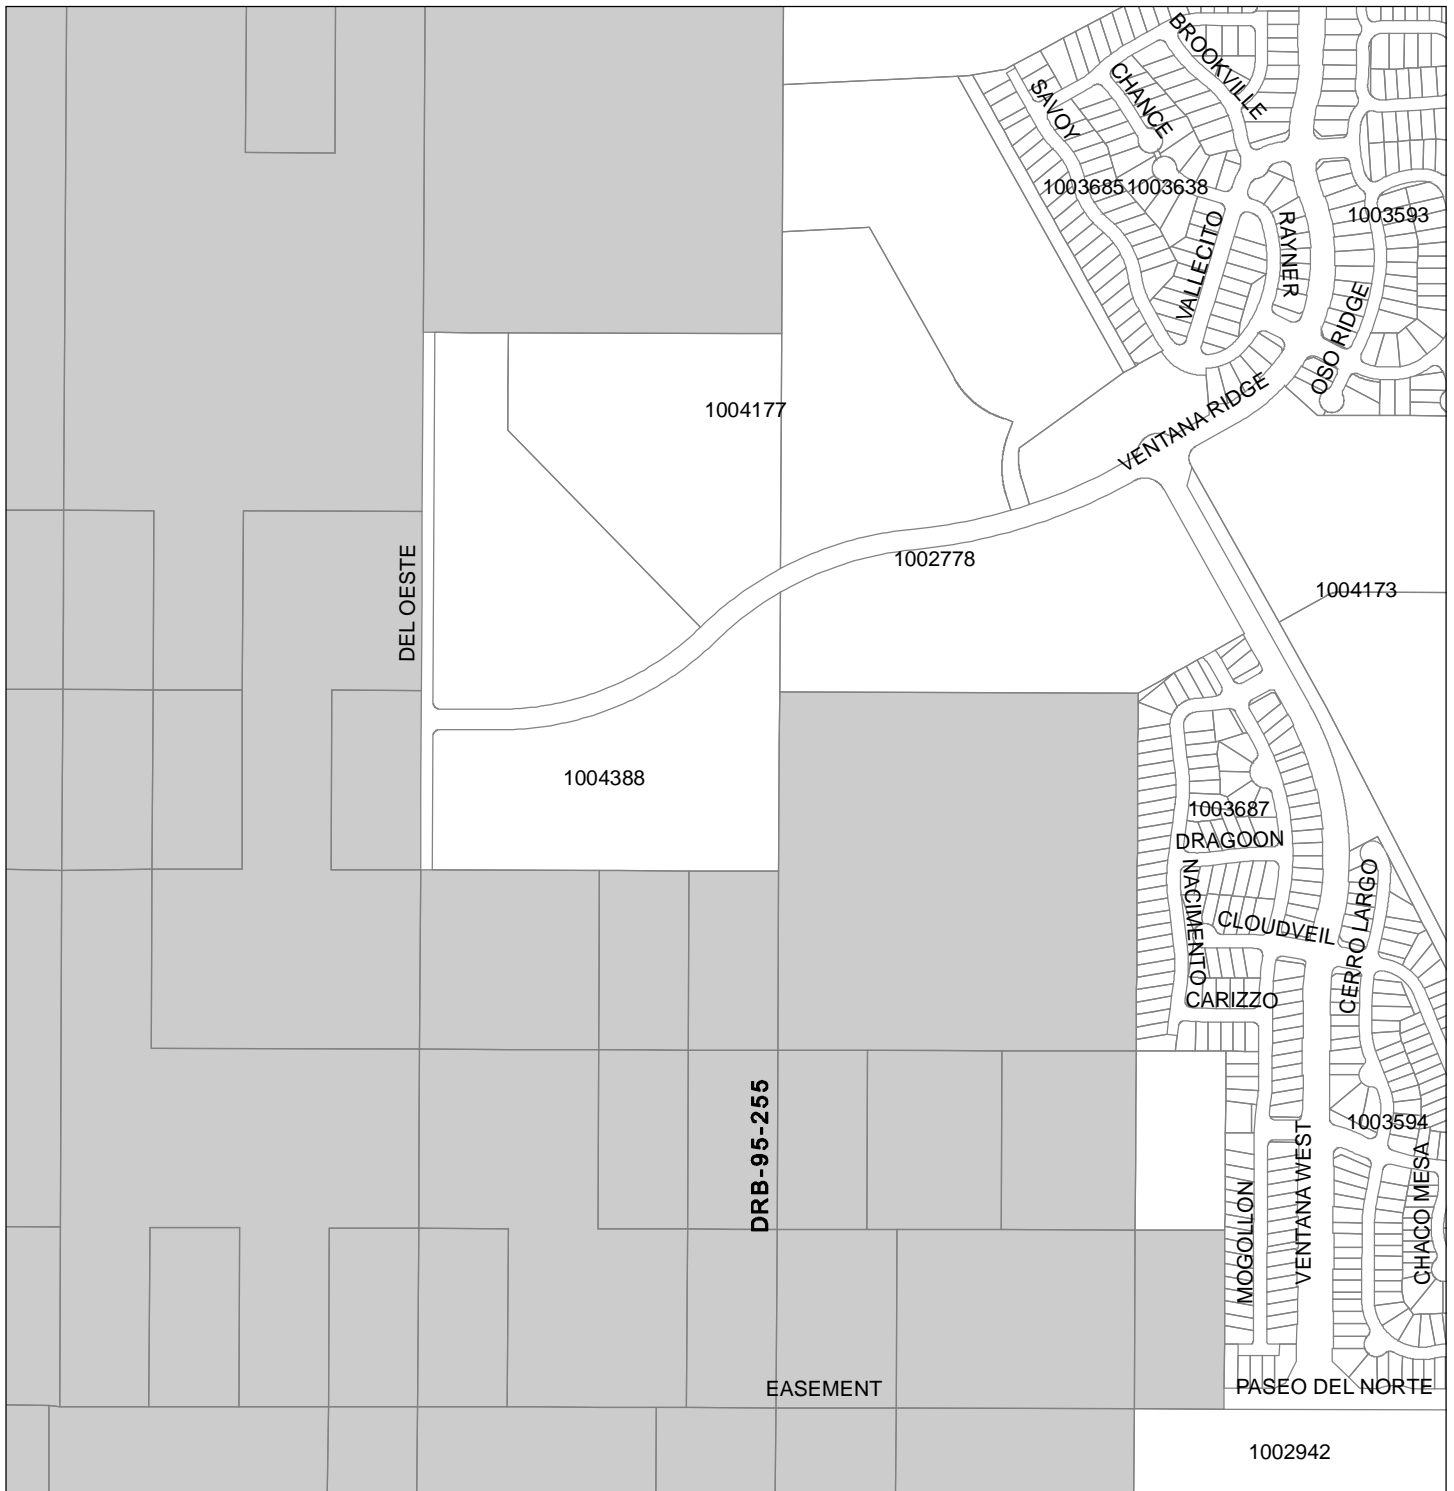 BROOKVILLE
CHANCE
SAVOY
1003685
1003638
1003593
VALLECITO
RAYNER
OSO RIDGE
1004177
VENTANA RIDGE
1002778
DEL OESTE
1004173
1004388
1003687
DRAGOON
NACIMENTO
CLOUDVEIL
CERRO LARGO
CARIZZO
DRB-95-255
1003594
MOGOLLON
VENTANA WEST
CHACO MESA
EASEMENT
PASEO DEL NORTE
1002942